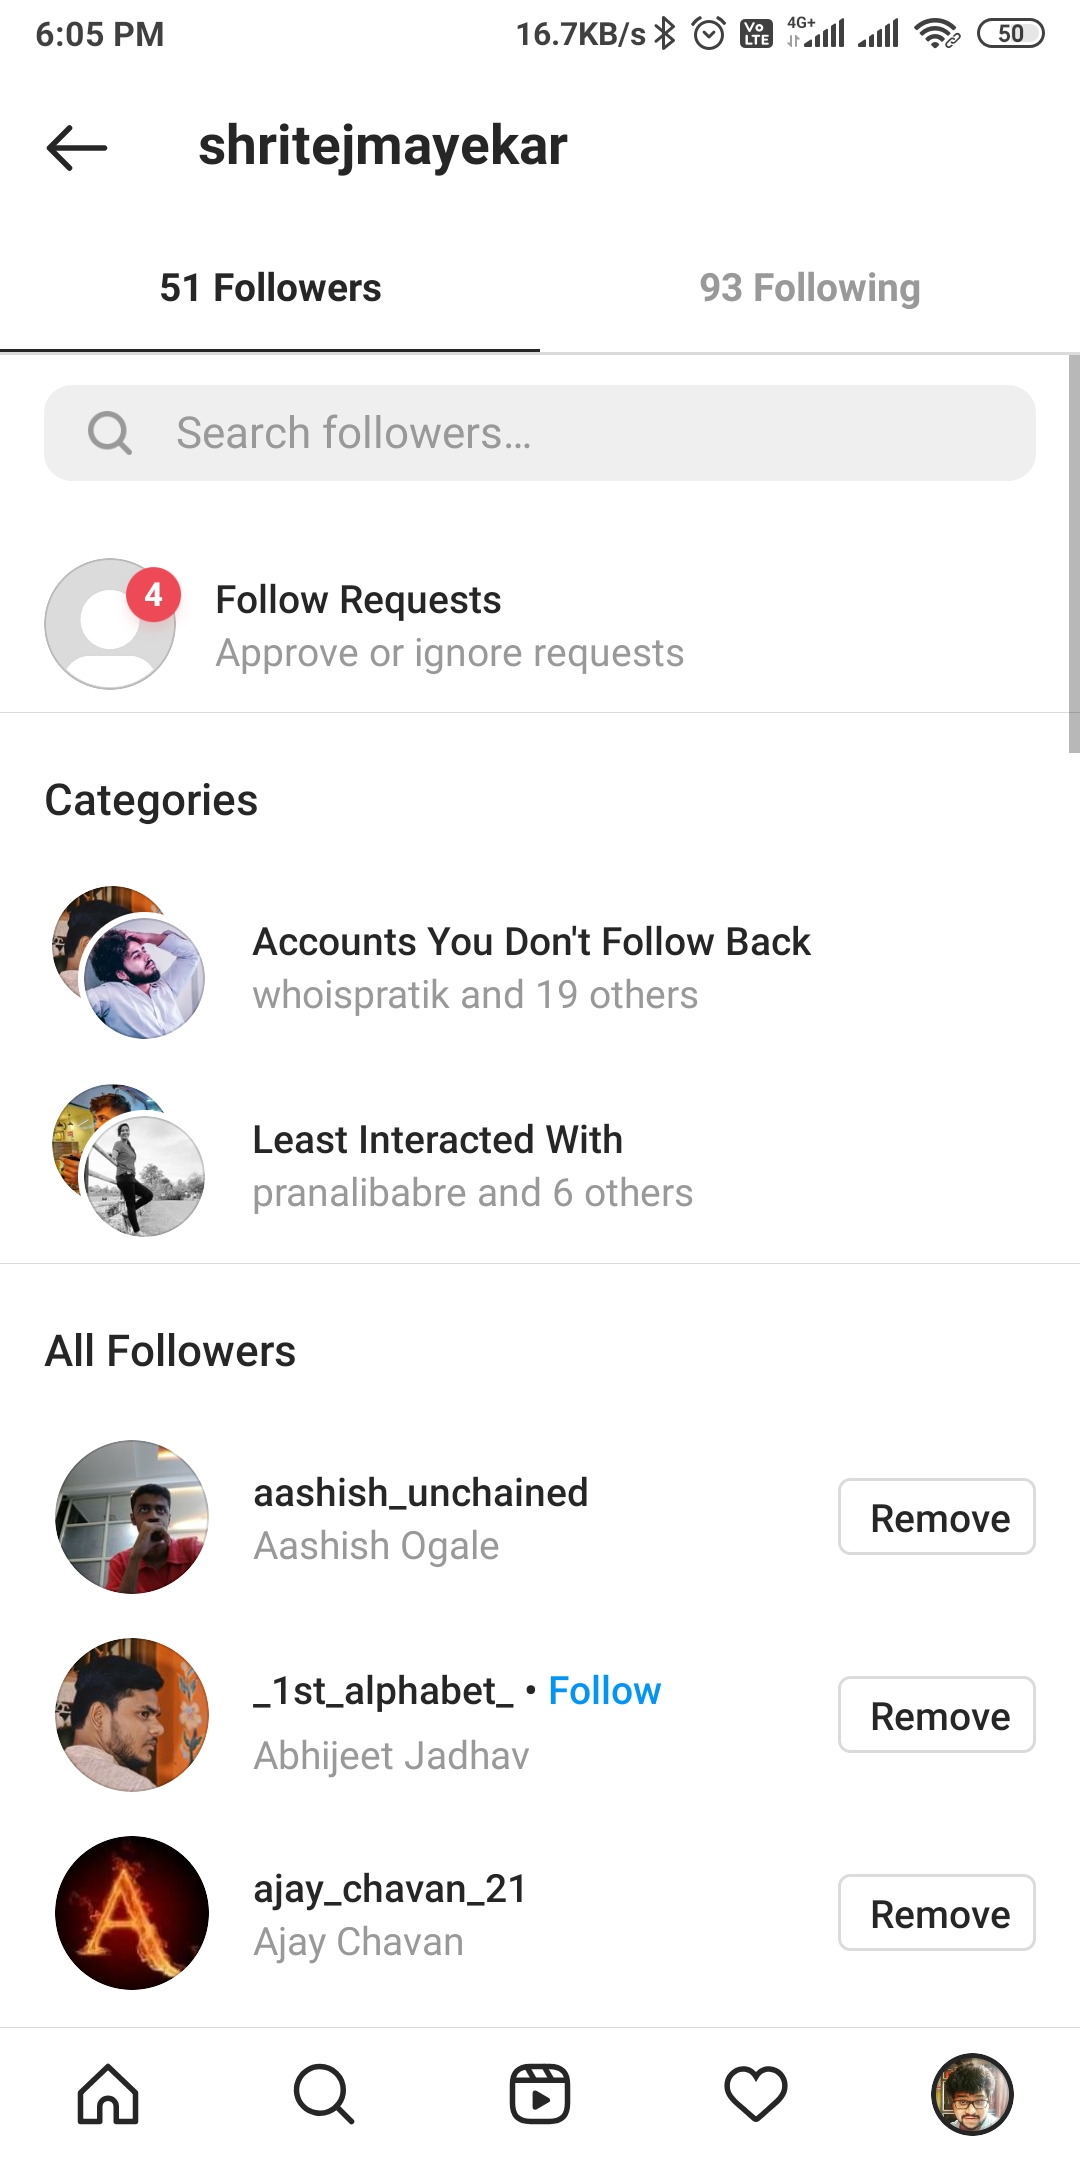 6:05 PM 16.7KB/s Vo LTE 4G+ 50
shritejmayekar
51 Followers 93 Following
Search followers...
4
Follow Requests
Approve or ignore requests
Categories
Accounts You Don't Follow Back
whoispratik and 19 others
Least Interacted With
pranalibabre and 6 others
All Followers
aashish_unchained
Aashish Ogale
Remove
_1st_alphabet_ • Follow
Abhijeet Jadhav
Remove
A
ajay_chavan_21
Ajay Chavan
Remove